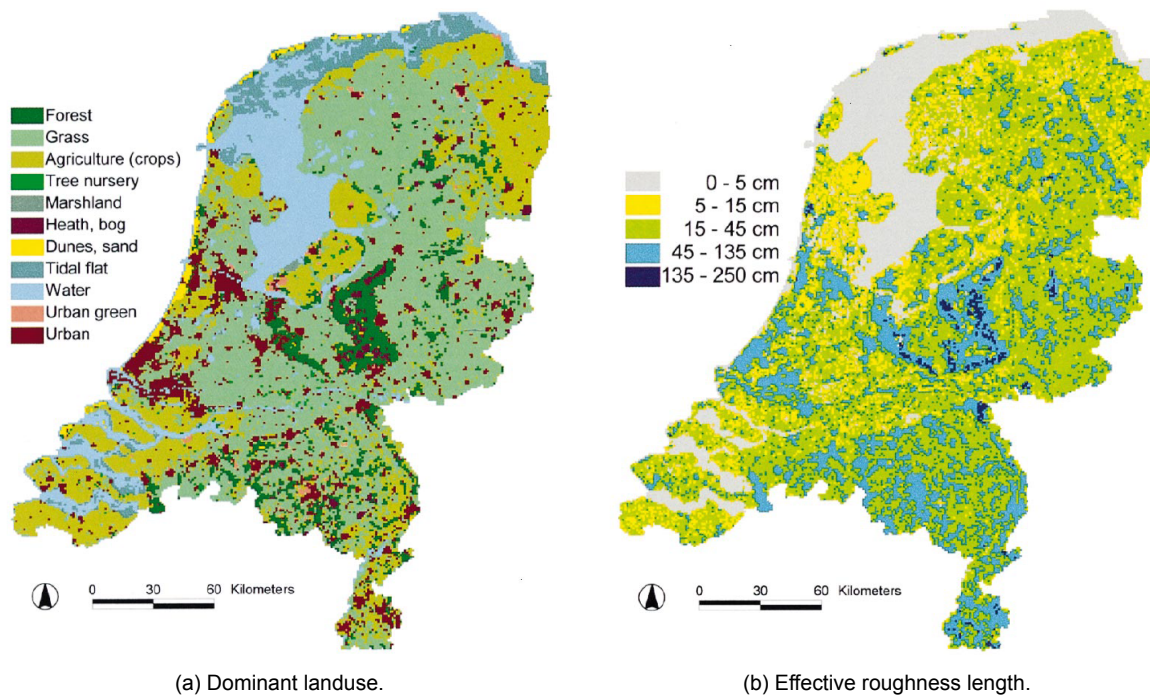 Forest
Grass
Agriculture (crops)
Tree nursery
Marshland
Heath, bog
Dunes, sand
Tidal flat
Water
Urban green
Urban
0 30 60 Kilometers
(a) Dominant landuse.
0 - 5 cm
5 - 15 cm
15 - 45 cm
45 - 135 cm
135 - 250 cm
0 30 60 Kilometers
(b) Effective roughness length.